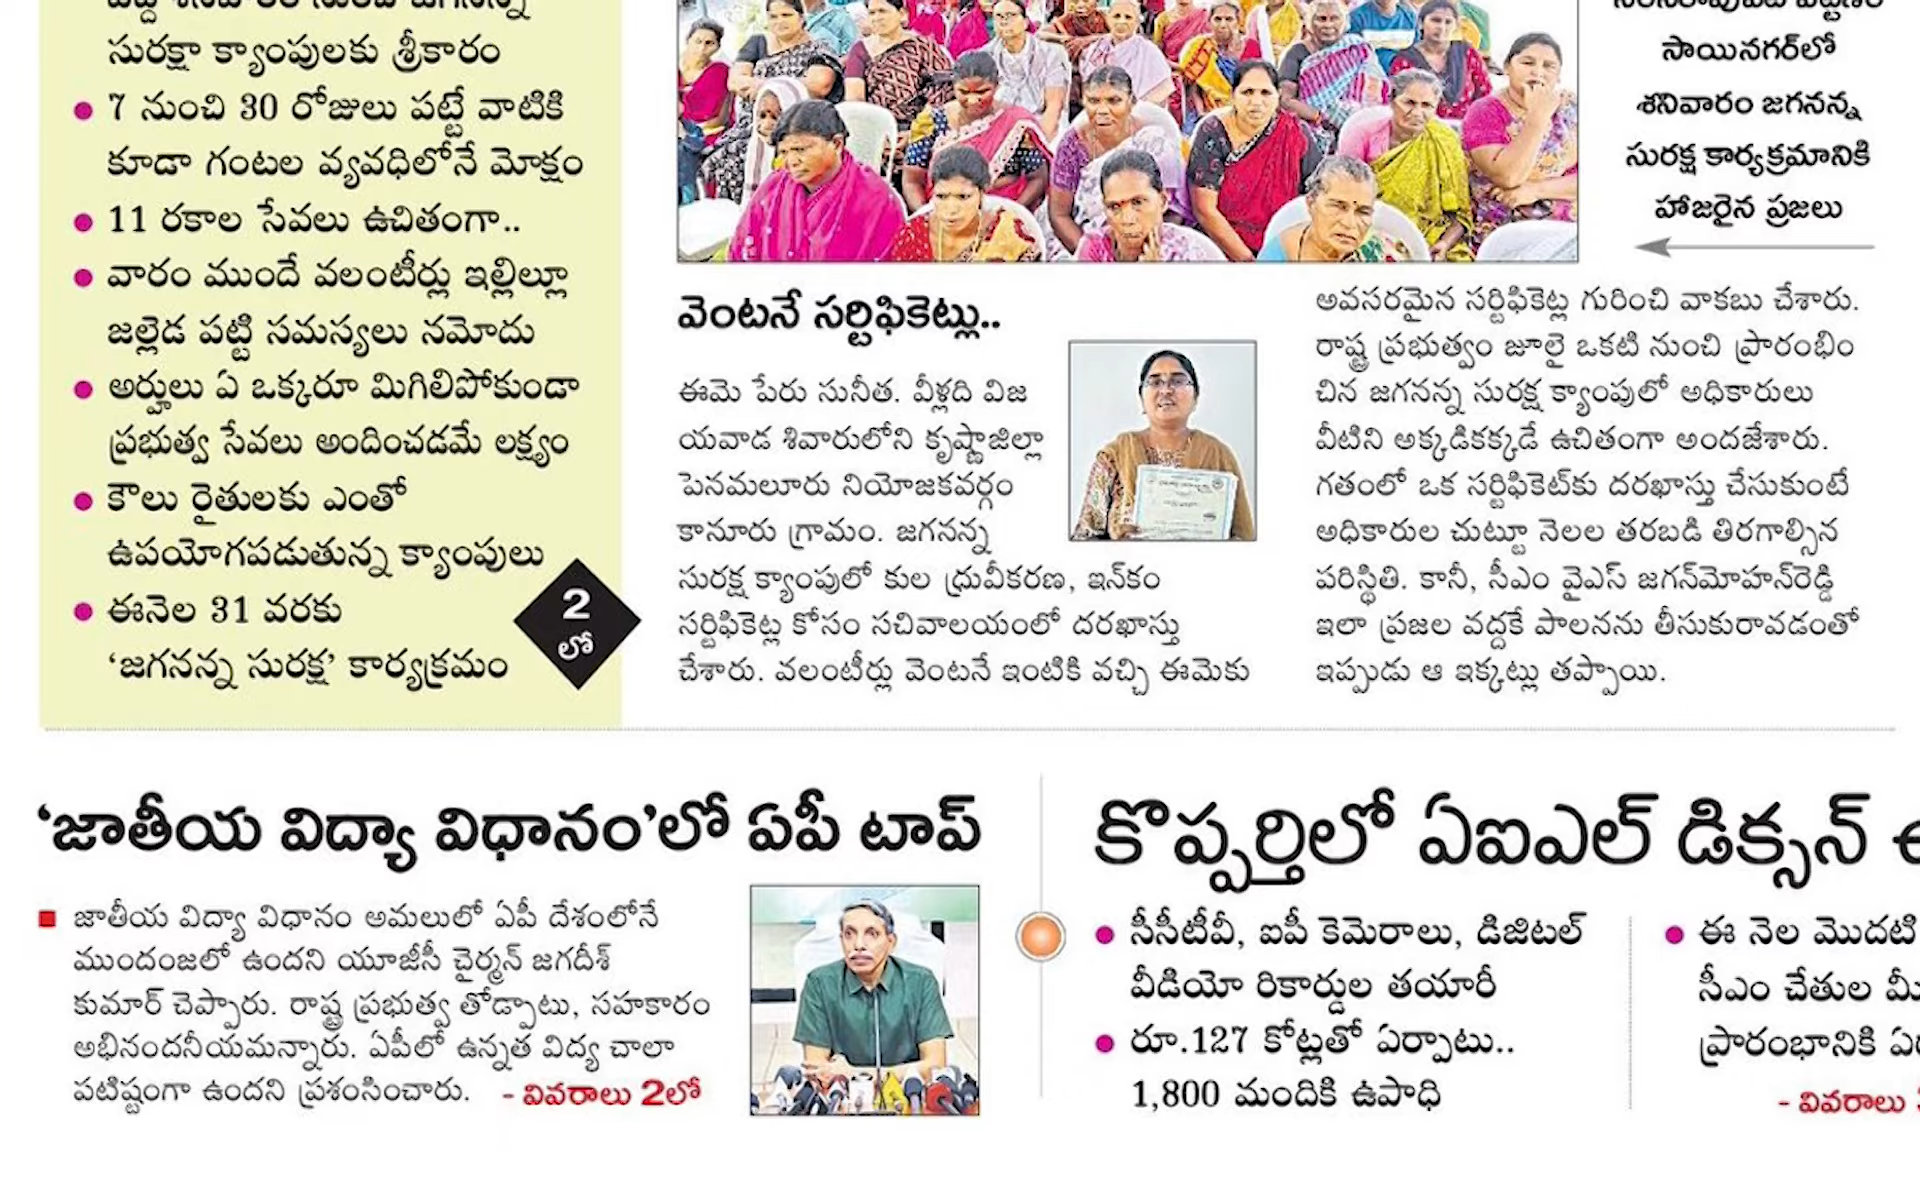 సురక్షా క్యాంపులకు శ్రీకారం
● 7 నుంచి 30 రోజులు పట్టే వాటికి
కూడా గంటల వ్యవధిలోనే మోక్షం
● 11 రకాల సేవలు ఉచితంగా..
● వారం ముందే వలంటీర్లు ఇల్లిల్లూ
జల్లెడ పట్టి సమస్యలు నమోదు
● అర్హులు ఏ ఒక్కరూ మిగిలిపోకుండా
ప్రభుత్వ సేవలు అందించడమే లక్ష్యం
● కౌలు రైతులకు ఎంతో
ఉపయోగపడుతున్న క్యాంపులు
● ఈనెల 31 వరకు
‘జగనన్న సురక్ష’ కార్యక్రమం
2
లో
సాయినగర్‌లో
శనివారం జగనన్న
సురక్ష కార్యక్రమానికి
హాజరైన ప్రజలు
వెంటనే సర్టిఫికెట్లు..
ఈమె పేరు సునీత. వీళ్లది విజ
యవాడ శివారులోని కృష్ణాజిల్లా
పెనమలూరు నియోజకవర్గం
కానూరు గ్రామం. జగనన్న
సురక్ష క్యాంపులో కుల ధ్రువీకరణ, ఇన్‌కం
సర్టిఫికెట్ల కోసం సచివాలయంలో దరఖాస్తు
చేశారు. వలంటీర్లు వెంటనే ఇంటికి వచ్చి ఈమెకు
అవసరమైన సర్టిఫికెట్ల గురించి వాకబు చేశారు.
రాష్ట్ర ప్రభుత్వం జూలై ఒకటి నుంచి ప్రారంభిం
చిన జగనన్న సురక్ష క్యాంపులో అధికారులు
వీటిని అక్కడికక్కడే ఉచితంగా అందజేశారు.
గతంలో ఒక సర్టిఫికెట్‌కు దరఖాస్తు చేసుకుంటే
అధికారుల చుట్టూ నెలల తరబడి తిరగాల్సిన
పరిస్థితి. కానీ, సీఎం వైఎస్ జగన్‌మోహన్‌రెడ్డి
ఇలా ప్రజల వద్దకే పాలనను తీసుకురావడంతో
ఇప్పుడు ఆ ఇక్కట్లు తప్పాయి.
‘జాతీయ విద్యా విధానం’లో ఏపీ టాప్
■ జాతీయ విద్యా విధానం అమలులో ఏపీ దేశంలోనే
ముందంజలో ఉందని యూజీసీ చైర్మన్ జగదీశ్
కుమార్ చెప్పారు. రాష్ట్ర ప్రభుత్వ తోడ్పాటు, సహకారం
అభినందనీయమన్నారు. ఏపీలో ఉన్నత విద్య చాలా
పటిష్టంగా ఉందని ప్రశంసించారు. - వివరాలు 2లో
కొప్పర్తిలో ఏఐఎల్ డిక్సన్
● సీసీటీవీ, ఐపీ కెమెరాలు, డిజిటల్
వీడియో రికార్డుల తయారీ
● రూ.127 కోట్లతో ఏర్పాటు..
1,800 మందికి ఉపాధి
● ఈ నెల మొదటి
సీఎం చేతుల
ప్రారంభానికి
- వివరాలు